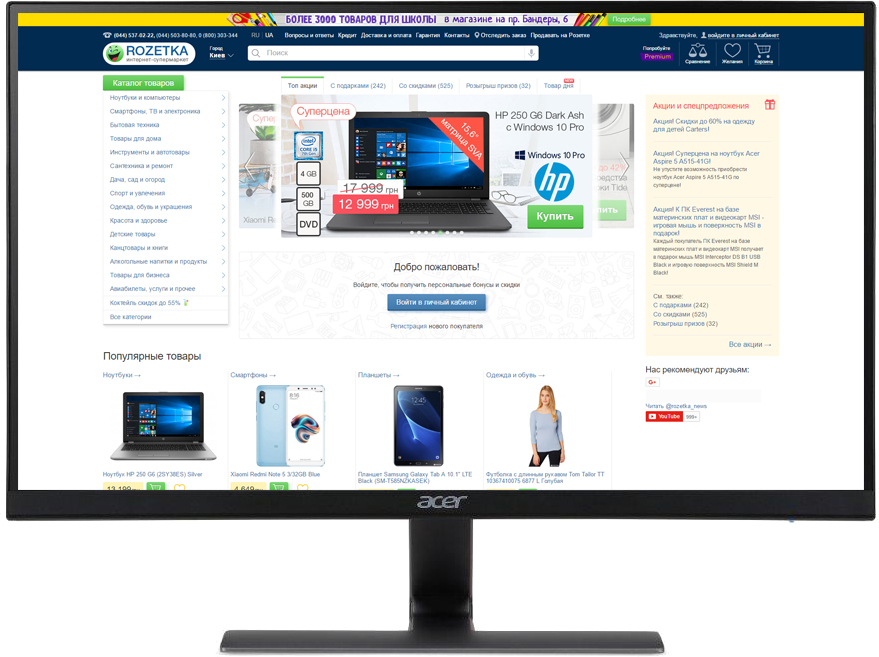 БОЛЕЕ 3000 ТОВАРОВ ДЛЯ ШКОЛЫ в магазине на пр. Бандеры, 6 Подробнее
(044) 537-02-22, (044) 503-80-80, 0 (800) 303-344 RU | UA Вопросы и ответы Кредит Доставка и оплата Гарантия Контакты Отследить заказ Продавать на Розетке Здравствуйте, войдите в личный кабинет
ROZETKA
интернет-супермаркет
Город
Киев
Поиск
Попробуйте
Premium
Сравнение Желания Корзина
Каталог товаров
Ноутбуки и компьютеры
Смартфоны, ТВ и электроника
Бытовая техника
Товары для дома
Инструменты и автотовары
Сантехника и ремонт
Дача, сад и огород
Спорт и увлечения
Одежда, обувь и украшения
Красота и здоровье
Детские товары
Канцтовары и книги
Алкогольные напитки и продукты
Товары для бизнеса
Авиабилеты, услуги и прочее
Коктейль скидок до 55%
Все категории
Топ акции С подарками (242) Со скидками (525) Розыгрыш призов (32) Товар дня
Суперцена
15,6"
матрица SVA
HP 250 G6 Dark Ash
с Windows 10 Pro
Windows 10 Pro
hp
intel
CORE i5
4 GB
500
GB
DVD
17 999 грн
12 999 грн
Купить
Xiaomi R
до 42%
Tide
Добро пожаловать!
Войдите, чтобы получить персональные бонусы и скидки
Войти в личный кабинет
Регистрация нового покупателя
Акции и спецпредложения
Акция! Скидки до 60% на одежду
для детей Carters!
Акция! Суперцена на ноутбук Acer
Aspire 5 A515-41G!
Не упустите возможность приобрести
ноутбук Acer Aspire 5 A515-41G по
суперцене!
Акция! К ПК Everest на базе
материнских плат и видеокарт MSI -
игровая мышь и поверхность MSI в
подарок!
Каждый покупатель ПК Everest на базе
материнских плат и видеокарт MSI получает
в подарок мышь MSI Interceptor DS B1 USB
Black и игровую поверхность MSI Shield M
Black!
См. также:
С подарками (242)
Со скидками (525)
Розыгрыш призов (32)
Все акции →
Нас рекомендуют друзьям:
G+
Читать @rozetka_news
YouTube 999+
Популярные товары
Ноутбуки → Смартфоны → Планшеты → Одежда и обувь →
Ноутбук HP 250 G6 (2SY38ES) Silver
Xiaomi Redmi Note 5 3/32GB Blue
Планшет Samsung Galaxy Tab A 10.1" LTE
Black (SM-T585NZKASEK)
Футболка с длинным рукавом Tom Tailor TT
10367410075 6877 L Голубая
13 199 грн
4 649 грн
acer